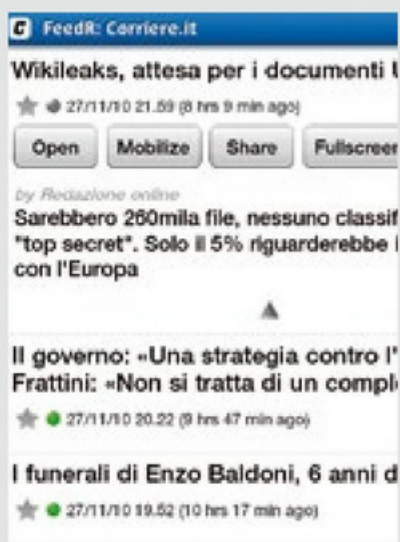 FeedR: Corriere.it
Wikileaks, attesa per i documenti
27/11/10 21.59 (8 hrs 9 min ago)
Open Mobilize Share Fullscreen
by Redazione online
Sarebbero 260mila file, nessuno classif
"top secret". Solo il 5% riguarderebbe i
con l'Europa
Il governo: «Una strategia contro l'
Frattini: «Non si tratta di un compl
27/11/10 20.22 (9 hrs 47 min ago)
I funerali di Enzo Baldoni, 6 anni d
27/11/10 19.52 (10 hrs 17 min ago)